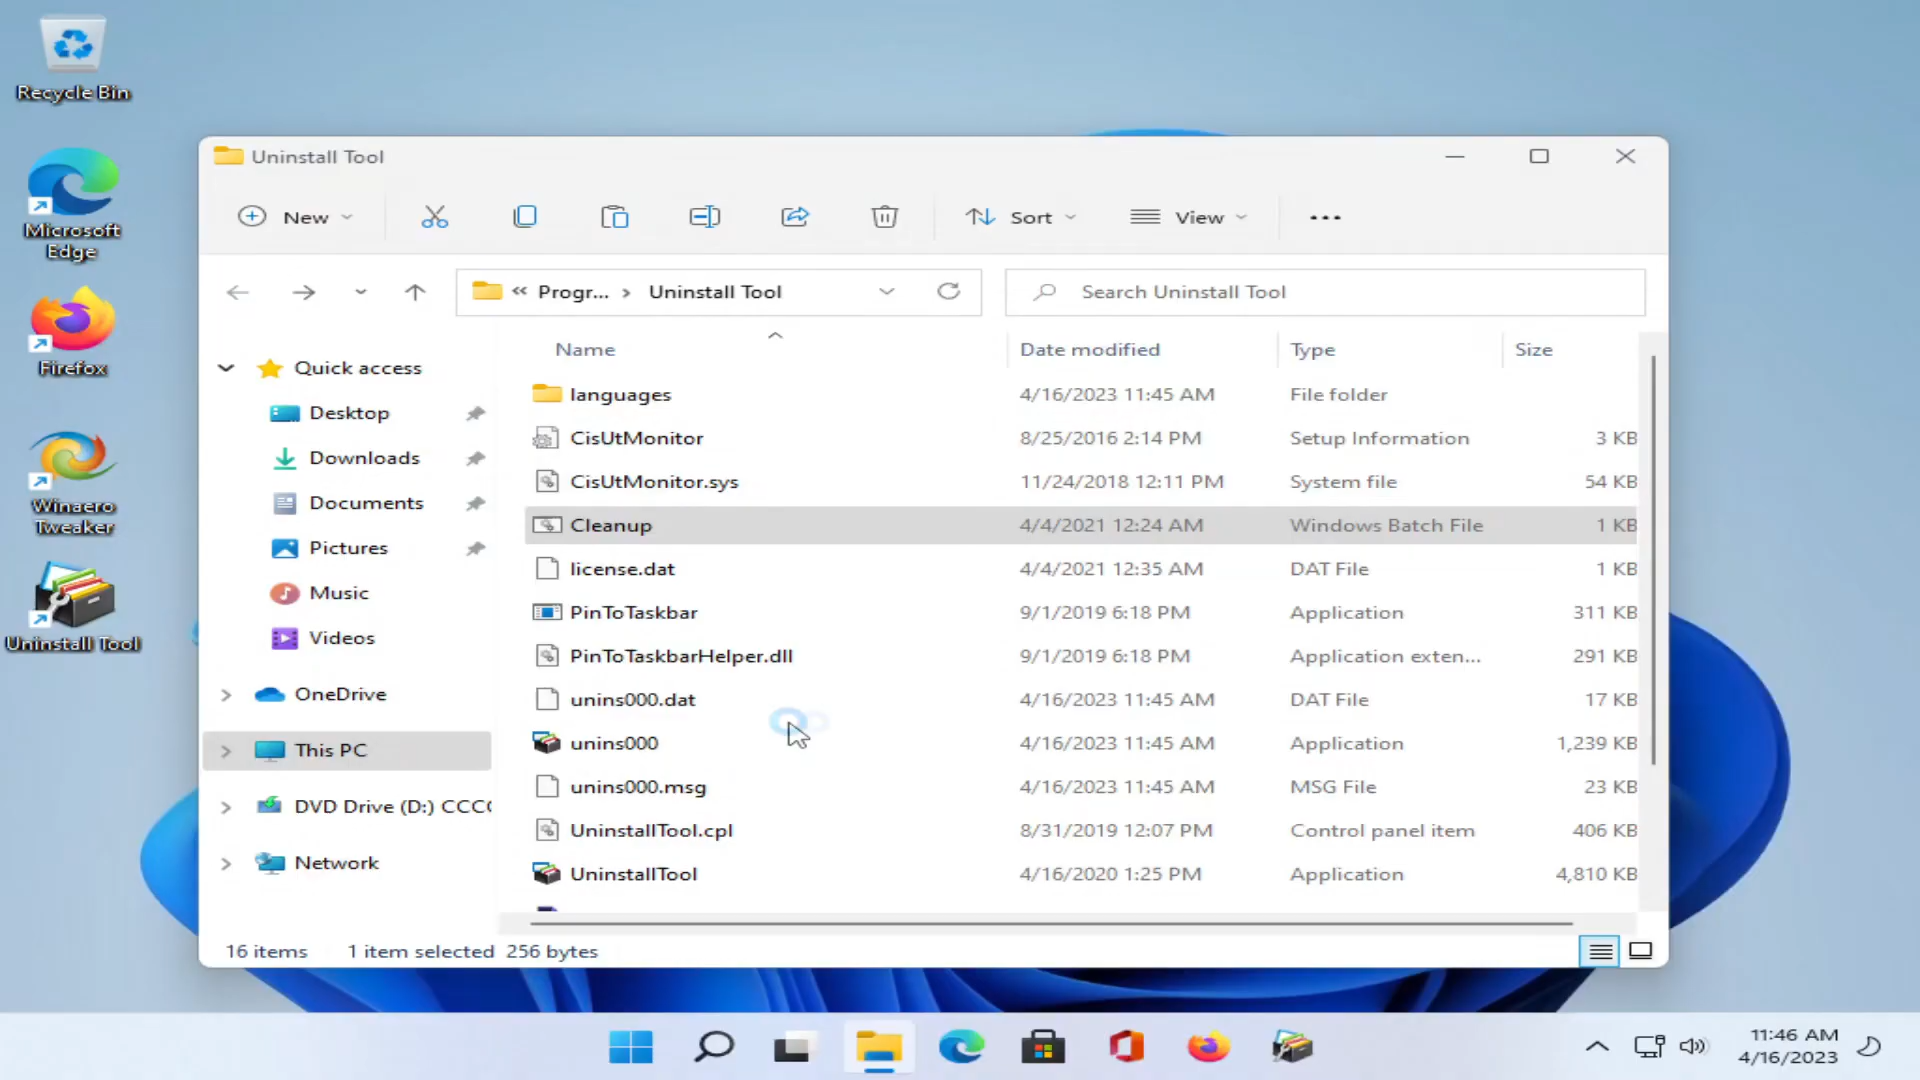 Recycle Bin
Microsoft
Edge
Firefox
Winaero
Tweaker
Uninstall Tool
Uninstall Tool
New
Sort
View
Progr...
Uninstall Tool
Search Uninstall Tool
Quick access
Desktop
Downloads
Documents
Pictures
Music
Videos
OneDrive
This PC
DVD Drive (D:) CCC
Network
Name Date modified Type Size
languages 4/16/2023 11:45 AM File folder
CisUtMonitor 8/25/2016 2:14 PM Setup Information 3 KB
CisUtMonitor.sys 11/24/2018 12:11 PM System file 54 KB
Cleanup 4/4/2021 12:24 AM Windows Batch File 1 KB
license.dat 4/4/2021 12:35 AM DAT File 1 KB
PinToTaskbar 9/1/2019 6:18 PM Application 311 KB
PinToTaskbarHelper.dll 9/1/2019 6:18 PM Application exten... 291 KB
unins000.dat 4/16/2023 11:45 AM DAT File 17 KB
unins000 4/16/2023 11:45 AM Application 1,239 KB
unins000.msg 4/16/2023 11:45 AM MSG File 23 KB
UninstallTool.cpl 8/31/2019 12:07 PM Control panel item 406 KB
UninstallTool 4/16/2020 1:25 PM Application 4,810 KB
16 items 1 item selected 256 bytes
11:46 AM
4/16/2023